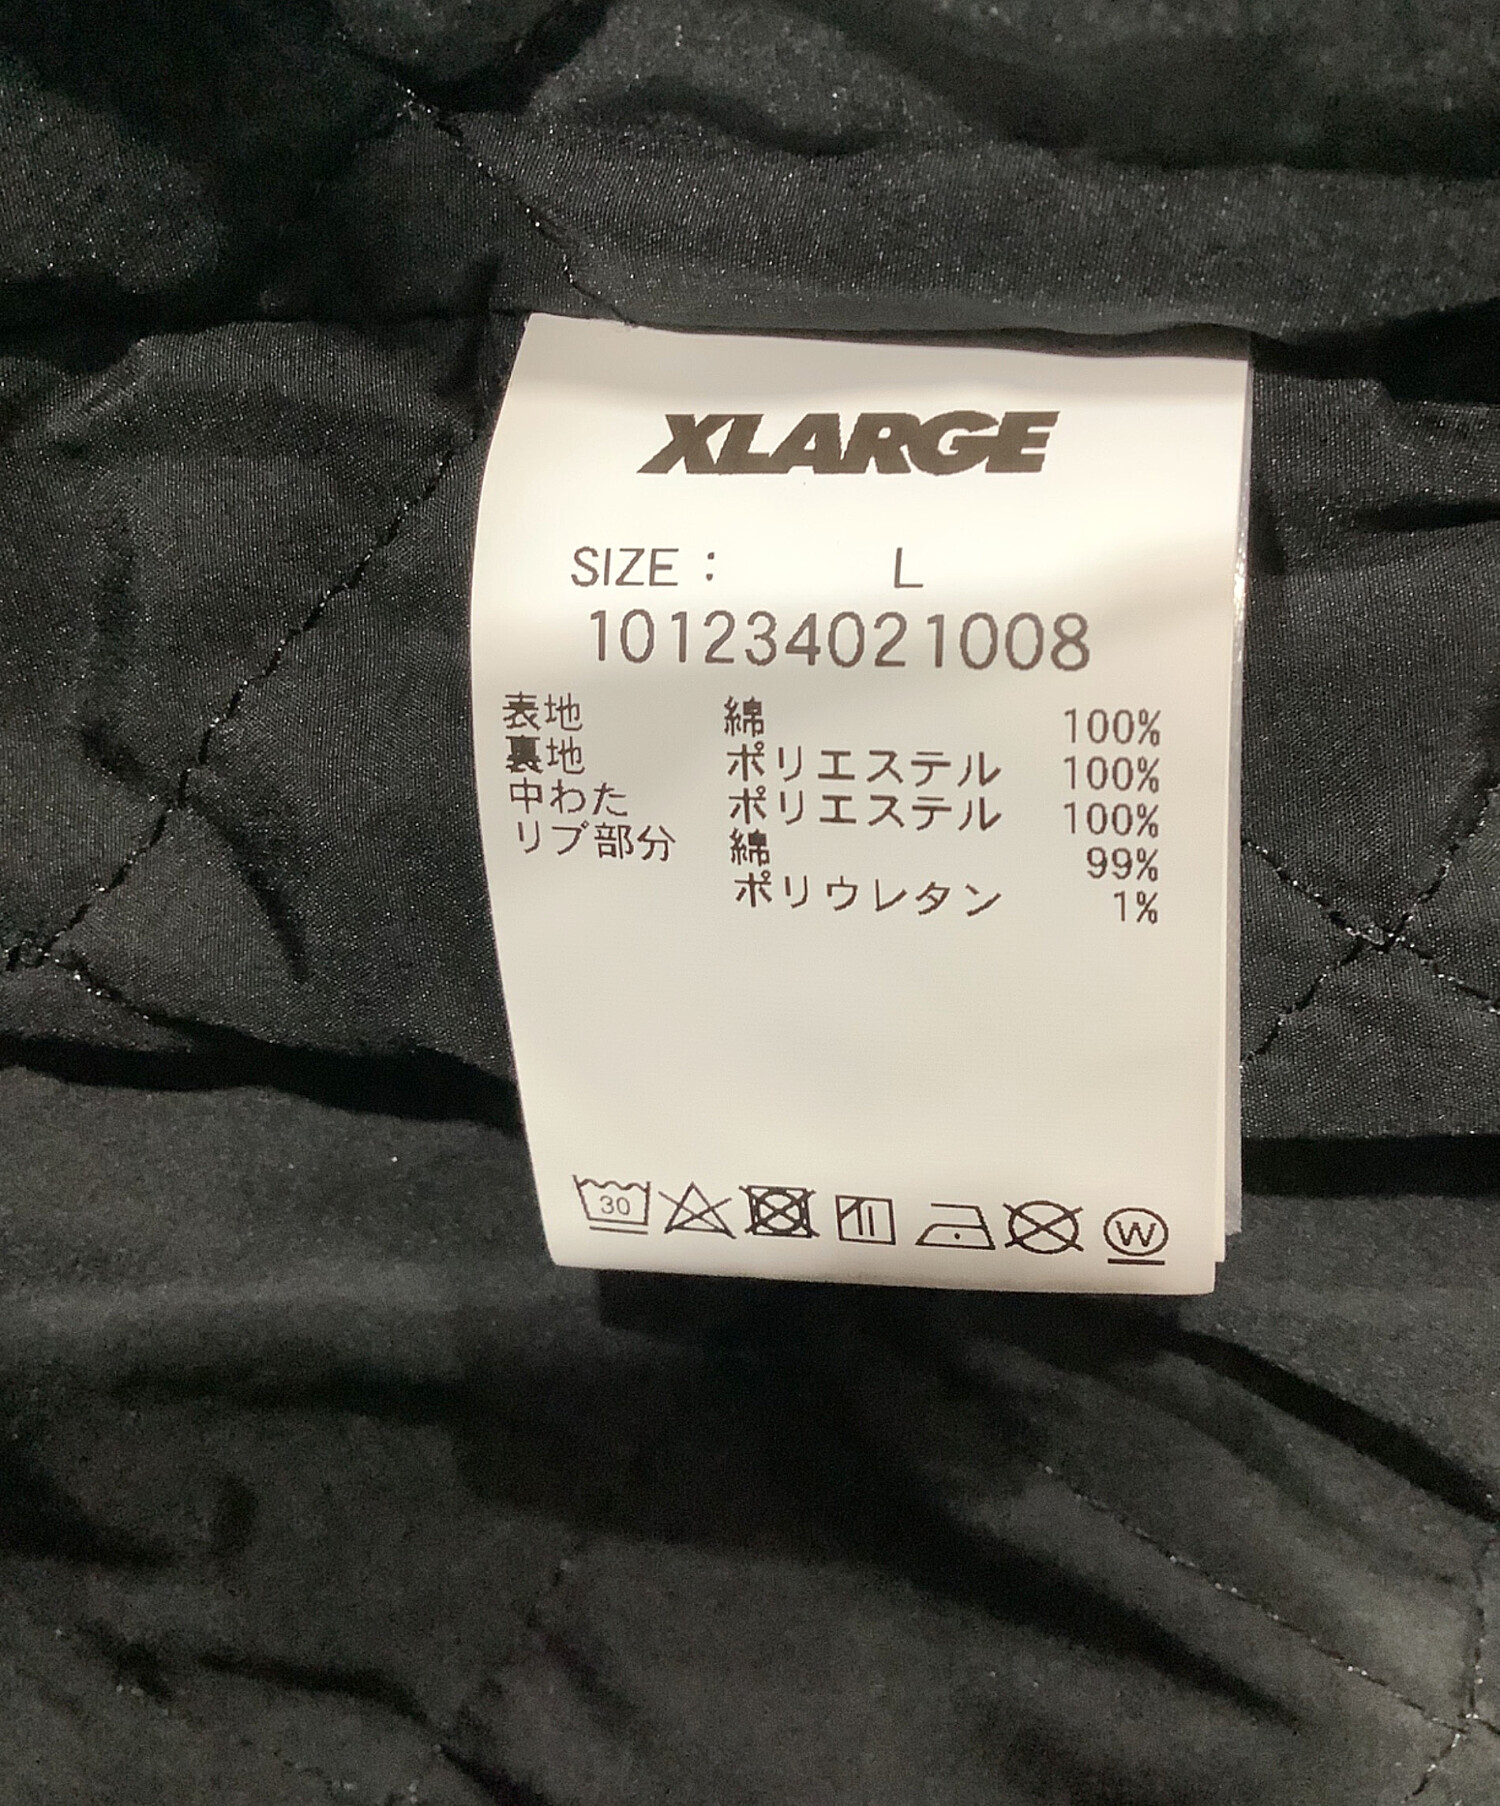 XLARGE
SIZE : L
101234021008
表地 綿 100%
裏地 ポリエステル 100%
中わた ポリエステル 100%
リブ部分 綿 99%
ポリウレタン 1%
30 W